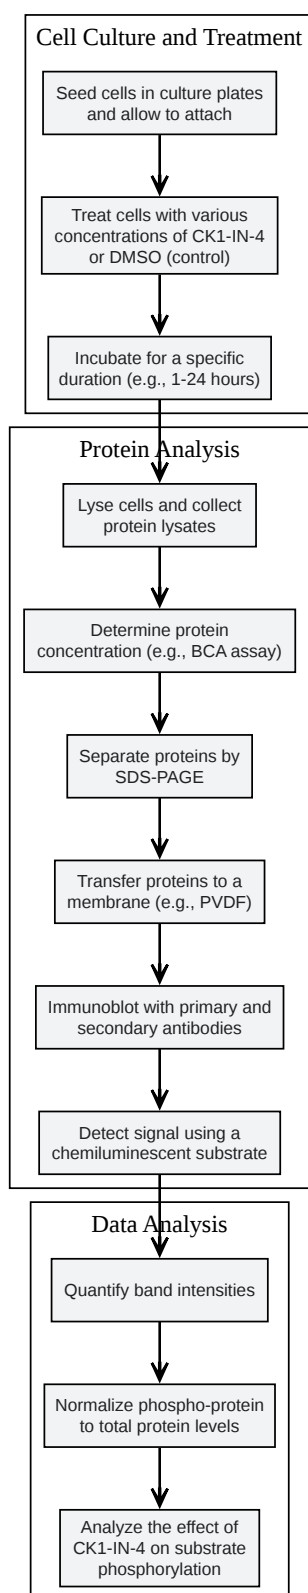 Cell Culture and Treatment
Seed cells in culture plates
and allow to attach
Treat cells with various
concentrations of CK1-IN-4
or DMSO (control)
Incubate for a specific
duration (e.g., 1-24 hours)
Protein Analysis
Lyse cells and collect
protein lysates
Determine protein
concentration (e.g., BCA assay)
Separate proteins by
SDS-PAGE
Transfer proteins to a
membrane (e.g., PVDF)
Immunoblot with primary and
secondary antibodies
Detect signal using a
chemiluminescent substrate
Data Analysis
Quantify band intensities
Normalize phospho-protein
to total protein levels
Analyze the effect of
CK1-IN-4 on substrate
phosphorylation